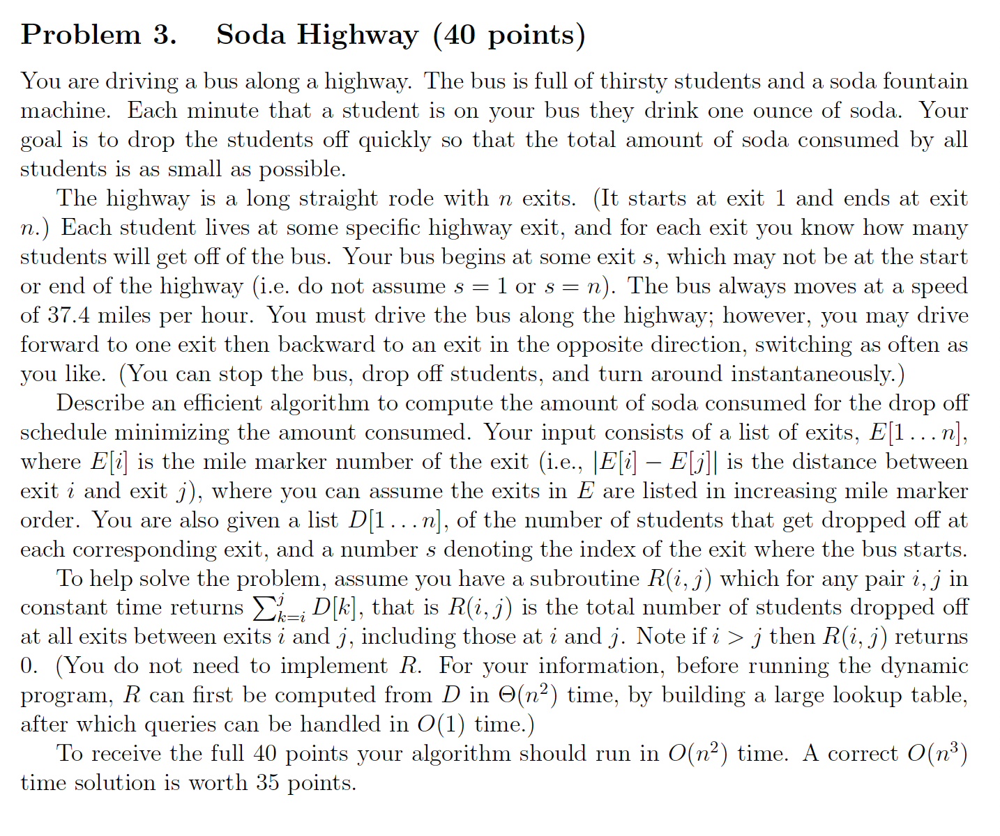 Problem 3. Soda Highway (40 points)
You are driving a bus along a highway. The bus is full of thirsty students and a soda fountain
machine. Each minute that a student is on your bus they drink one ounce of soda. Your
goal is to drop the students off quickly so that the total amount of soda consumed by all
students is as small as possible.
The highway is a long straight rode with n exits. (It starts at exit 1 and ends at exit
n.) Each student lives at some specific highway exit, and for each exit you know how many
students will get off of the bus. Your bus begins at some exit s, which may not be at the start
or end of the highway (i.e. do not assume s = 1 or s = n). The bus always moves at a speed
of 37.4 miles per hour. You must drive the bus along the highway; however, you may drive
forward to one exit then backward to an exit in the opposite direction, switching as often as
you like. (You can stop the bus, drop off students, and turn around instantaneously.)
Describe an efficient algorithm to compute the amount of soda consumed for the drop off
schedule minimizing the amount consumed. Your input consists of a list of exits, E[1 . . . n],
where E[i] is the mile marker number of the exit (i.e., |E[i] − E[j]| is the distance between
exit i and exit j), where you can assume the exits in E are listed in increasing mile marker
order. You are also given a list D[1 . . . n], of the number of students that get dropped off at
each corresponding exit, and a number s denoting the index of the exit where the bus starts.
To help solve the problem, assume you have a subroutine R(i, j) which for any pair i, j in
constant time returns ∑_{k=i}^{j} D[k], that is R(i, j) is the total number of students dropped off
at all exits between exits i and j, including those at i and j. Note if i > j then R(i, j) returns
0. (You do not need to implement R. For your information, before running the dynamic
program, R can first be computed from D in Θ(n²) time, by building a large lookup table,
after which queries can be handled in O(1) time.)
To receive the full 40 points your algorithm should run in O(n²) time. A correct O(n³)
time solution is worth 35 points.